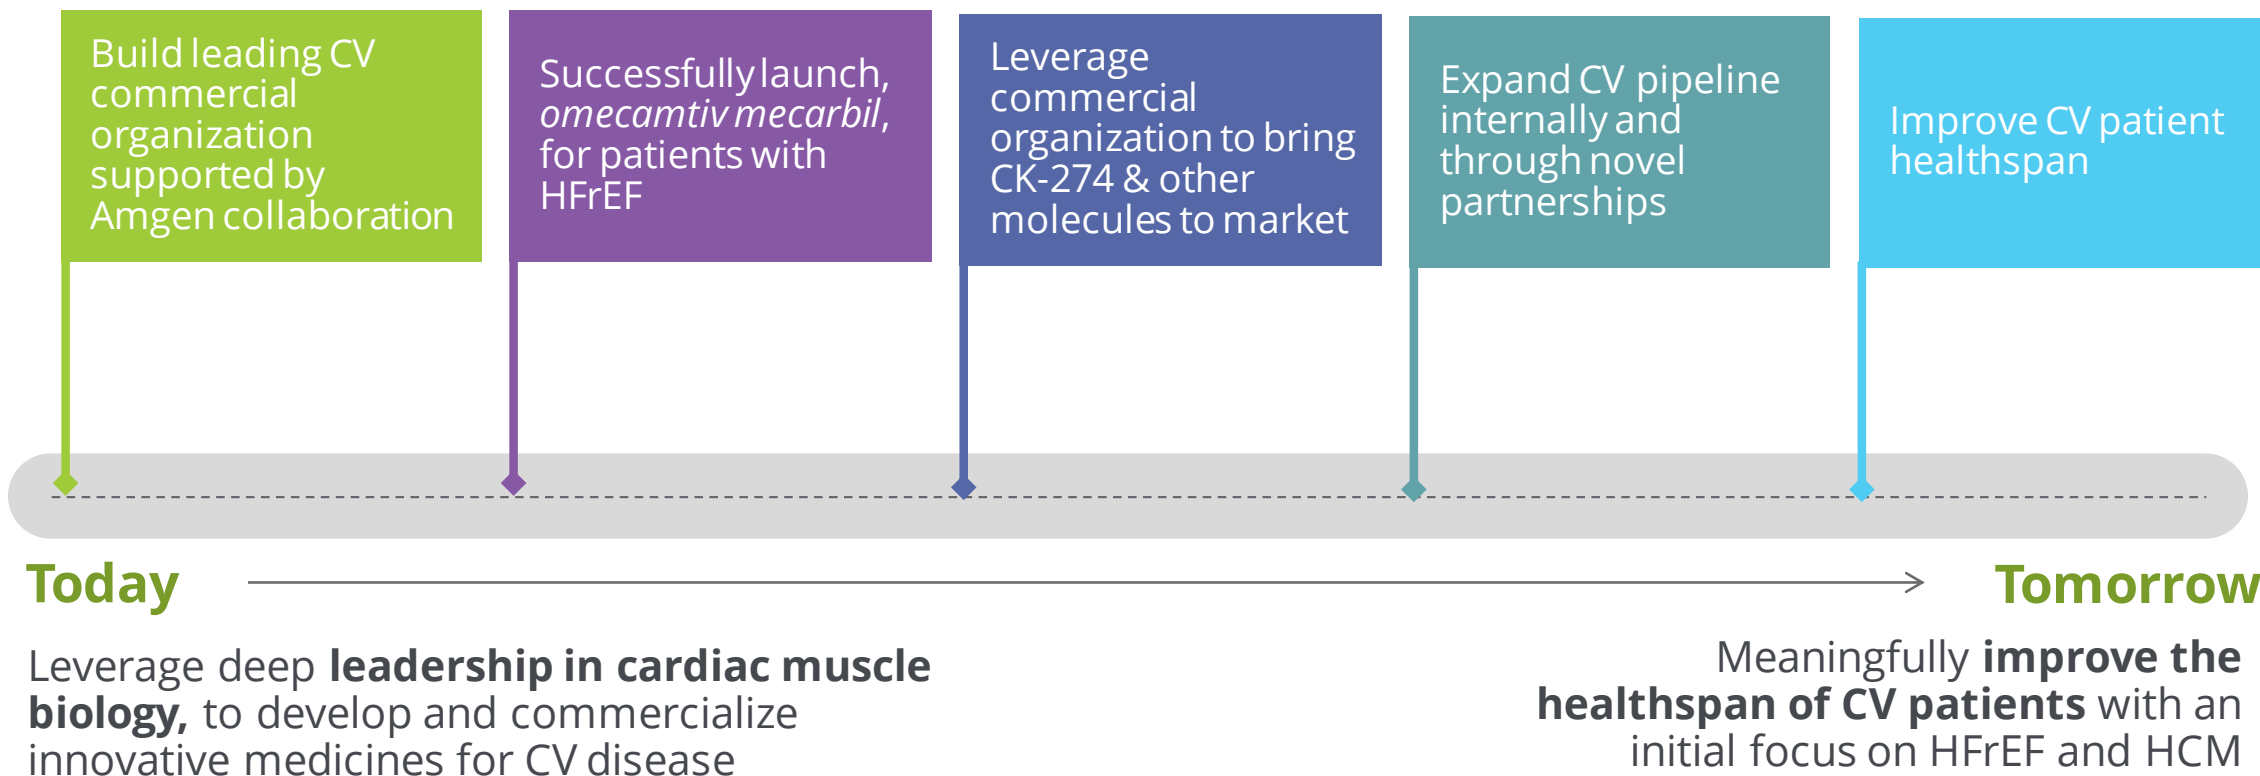 Build leading CV
commercial
organization
supported by
Amgen collaboration
Successfully launch,
omecamtiv mecarbil,
for patients with
HFrEF
Leverage
commercial
organization to bring
CK-274 & other
molecules to market
Expand CV pipeline
internally and
through novel
partnerships
Improve CV patient
healthspan
Today
Tomorrow
Leverage deep leadership in cardiac muscle
biology, to develop and commercialize
innovative medicines for CV disease
Meaningfully improve the
healthspan of CV patients with an
initial focus on HFrEF and HCM